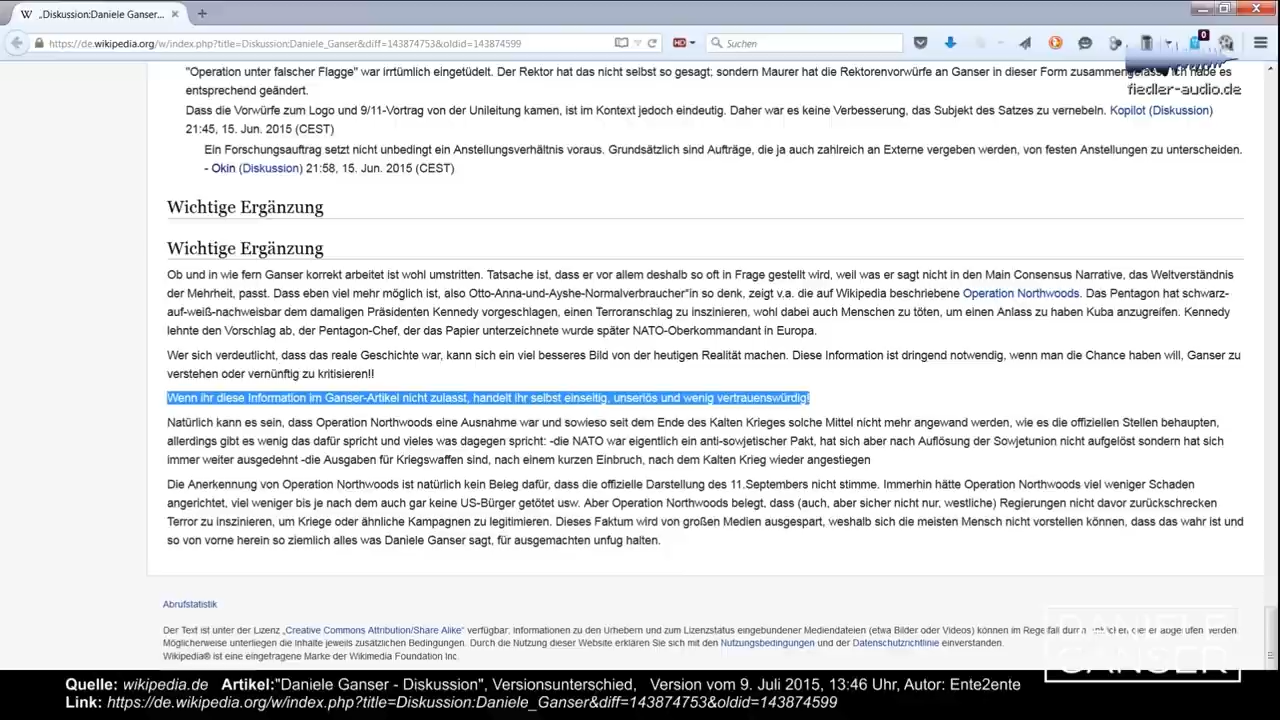 „Diskussion:Daniele Ganser...
https://de.wikipedia.org/w/index.php?title=Diskussion:Daniele_Ganser&diff=143874753&oldid=143874599
Suchen
0
fiedler-audio.de
"Operation unter falscher Flagge" war irrtümlich eingetüdelt. Der Rektor hat das nicht selbst so gesagt; sondern Maurer hat die Rektorenvorwürfe an Ganser in dieser Form Ich habe es
entsprechend geändert.
Dass die Vorwürfe zum Logo und 9/11-Vortrag von der Unileitung kamen, ist im Kontext jedoch eindeutig. Daher war es keine Verbesserung, das Subjekt des Satzes zu vernebeln. Kopilot (Diskussion)
21:45, 15. Jun. 2015 (CEST)
Ein Forschungsauftrag setzt nicht unbedingt ein Anstellungsverhältnis voraus. Grundsätzlich sind Aufträge, die ja auch zahlreich an Externe vergeben werden, von festen Anstellungen zu unterscheiden.
- Okin (Diskussion) 21:58, 15. Jun. 2015 (CEST)
Wichtige Ergänzung
Wichtige Ergänzung
Ob und in wie fern Ganser korrekt arbeitet ist wohl umstritten. Tatsache ist, dass er vor allem deshalb so oft in Frage gestellt wird, weil was er sagt nicht in den Main Consensus Narrative, das Weltverständnis
der Mehrheit, passt. Dass eben viel mehr möglich ist, also Otto-Anna-und-Ayshe-Normalverbraucher*in so denk, zeigt v.a. die auf Wikipedia beschriebene Operation Northwoods. Das Pentagon hat schwarz-
auf-weiß-nachweisbar dem damaligen Präsidenten Kennedy vorgeschlagen, einen Terroranschlag zu inszinieren, wohl dabei auch Menschen zu töten, um einen Anlass zu haben Kuba anzugreifen. Kennedy
lehnte den Vorschlag ab, der Pentagon-Chef, der das Papier unterzeichnete wurde später NATO-Oberkommandant in Europa.
Wer sich verdeutlicht, dass das reale Geschichte war, kann sich ein viel besseres Bild von der heutigen Realität machen. Diese Information ist dringend notwendig, wenn man die Chance haben will, Ganser zu
verstehen oder vernünftig zu kritisieren!!
Wenn ihr diese Information im Ganser-Artikel nicht zulasst, handelt ihr selbst einseitig, unseriös und wenig vertrauenswürdig!
Natürlich kann es sein, dass Operation Northwoods eine Ausnahme war und sowieso seit dem Ende des Kalten Krieges solche Mittel nicht mehr angewand werden, wie es die offiziellen Stellen behaupten,
allerdings gibt es wenig das dafür spricht und vieles was dagegen spricht: -die NATO war eigentlich ein anti-sowjetischer Pakt, hat sich aber nach Auflösung der Sowjetunion nicht aufgelöst sondern hat sich
immer weiter ausgedehnt -die Ausgaben für Kriegswaffen sind, nach einem kurzen Einbruch, nach dem Kalten Krieg wieder angestiegen
Die Anerkennung von Operation Northwoods ist natürlich kein Beleg dafür, dass die offizielle Darstellung des 11.Septembers nicht stimme. Immerhin hätte Operation Northwoods viel weniger Schaden
angerichtet, viel weniger bis je nach dem auch gar keine US-Bürger getötet usw. Aber Operation Northwoods belegt, dass (auch, aber sicher nicht nur, westliche) Regierungen nicht davor zurückschrecken
Terror zu inszinieren, um Kriege oder ähnliche Kampagnen zu legitimieren. Dieses Faktum wird von großen Medien ausgespart, weshalb sich die meisten Mensch nicht vorstellen können, dass das wahr ist und
so von vorne herein so ziemlich alles was Daniele Ganser sagt, für ausgemachten unfug halten.
Abrufstatistik
Der Text ist unter der Lizenz „Creative Commons Attribution/Share Alike" verfügbar; Informationen zu den Urhebern und zum Lizenzstatus eingebundener Mediendateien (etwa Bilder oder Videos) können im Regelfall werden.
Möglicherweise unterliegen die Inhalte jeweils zusätzlichen Bedingungen. Durch die Nutzung dieser Website erklären Sie sich mit den Nutzungsbedingungen und der Datenschutzrichtlinie einverstanden.
Wikipedia® ist eine eingetragene Marke der Wikimedia Foundation Inc.
DANIELE
GANSER
Quelle: wikipedia.de Artikel:"Daniele Ganser - Diskussion", Versionsunterschied, Version vom 9. Juli 2015, 13:46 Uhr, Autor: Ente2ente
Link: https://de.wikipedia.org/w/index.php?title=Diskussion:Daniele_Ganser&diff=143874753&oldid=143874599